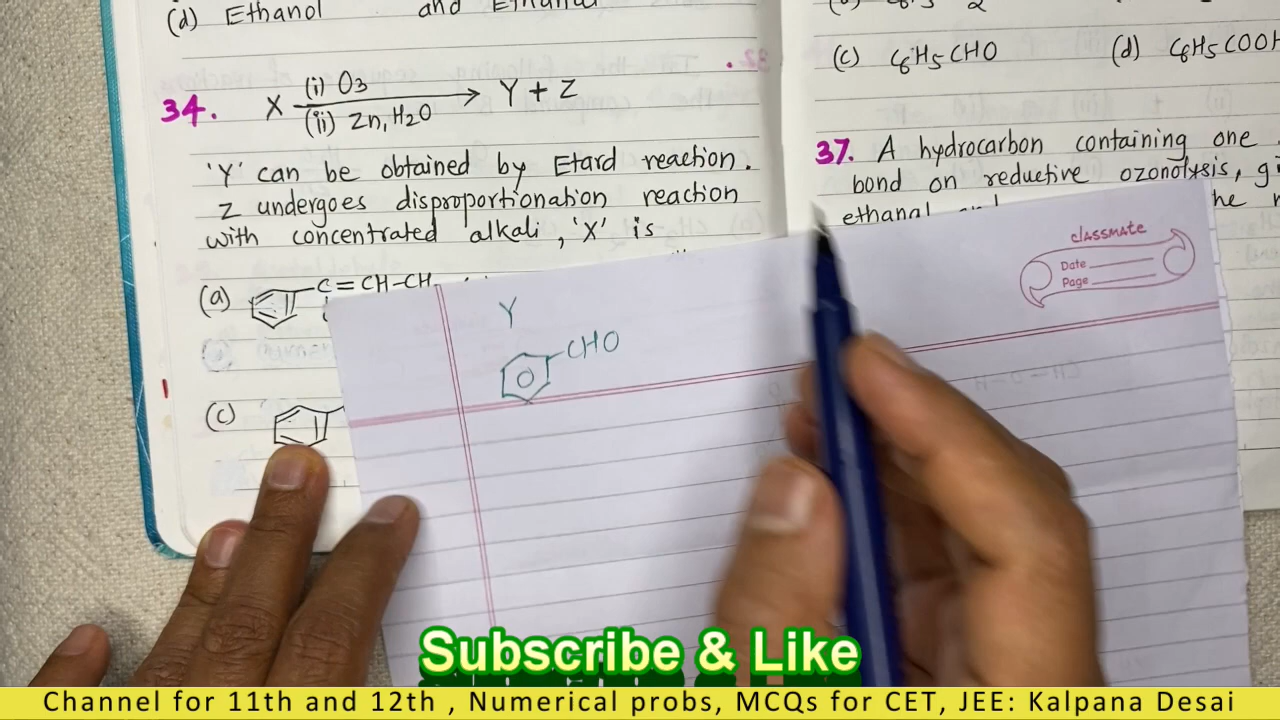 (d) Ethanol and
34. X (i) O3 (ii) Zn, H2O → Y + Z
'Y' can be obtained by Etard reaction.
Z undergoes disproportionation reaction
with concentrated alkali, 'X' is
(a) C=CH-CH
(c)
(c) C6H5CHO (d) C6H5COOH
37. A hydrocarbon containing one
bond on reductive ozonolysis,
ethanal
classmate
Date
Page
Y
CHO
Subscribe & Like
Channel for 11th and 12th , Numerical probs, MCQs for CET, JEE: Kalpana Desai